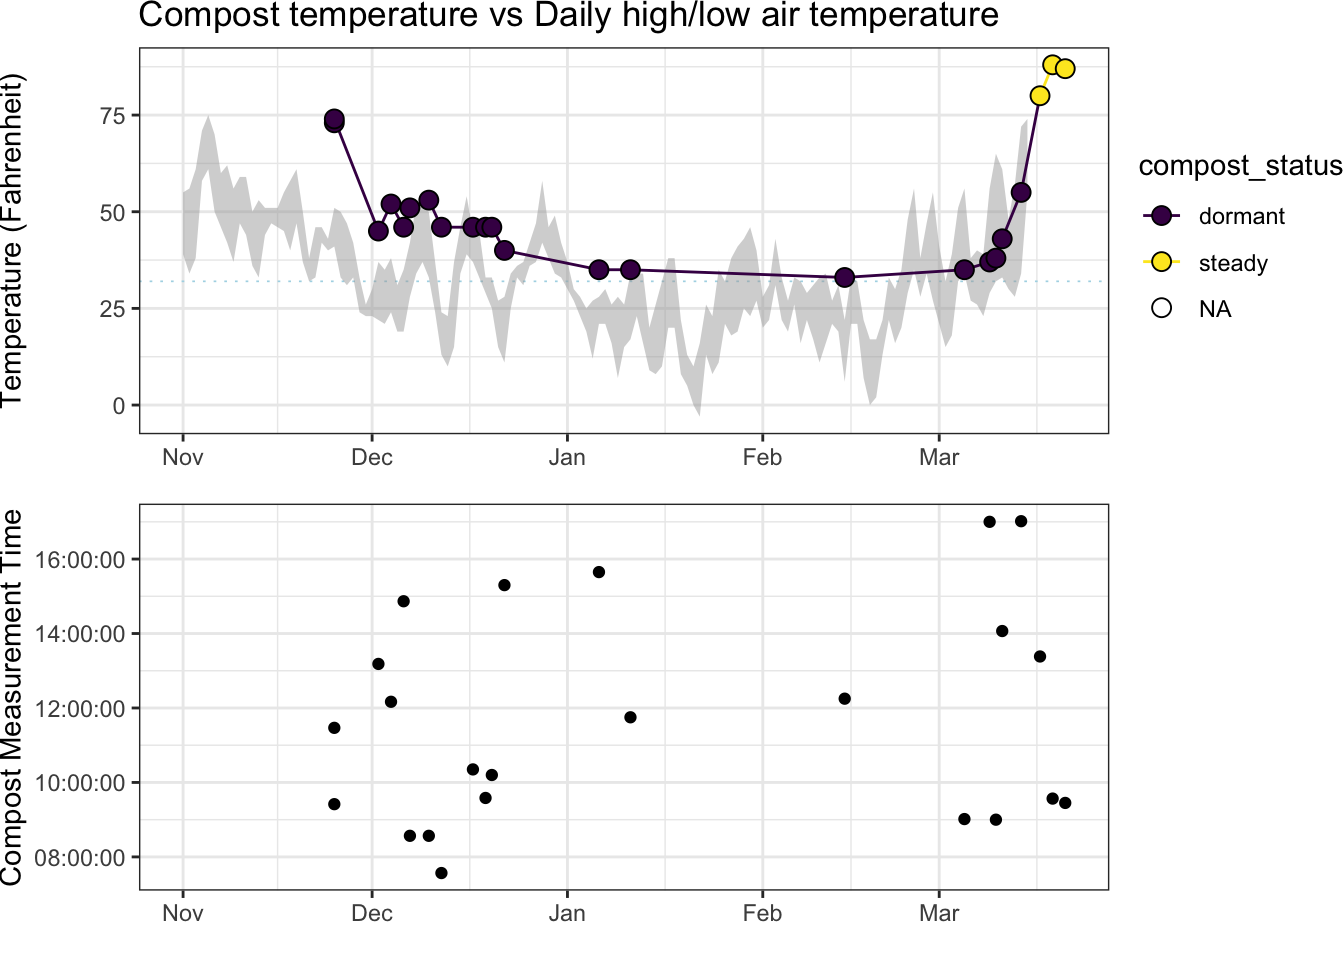 Compost temperature vs Daily high/low air temperature
Temperature (Fahrenheit)
75
50
25
0
Nov Dec Jan Feb Mar
compost_status
dormant
steady
NA
Compost Measurement Time
16:00:00
14:00:00
12:00:00
10:00:00
08:00:00
Nov Dec Jan Feb Mar